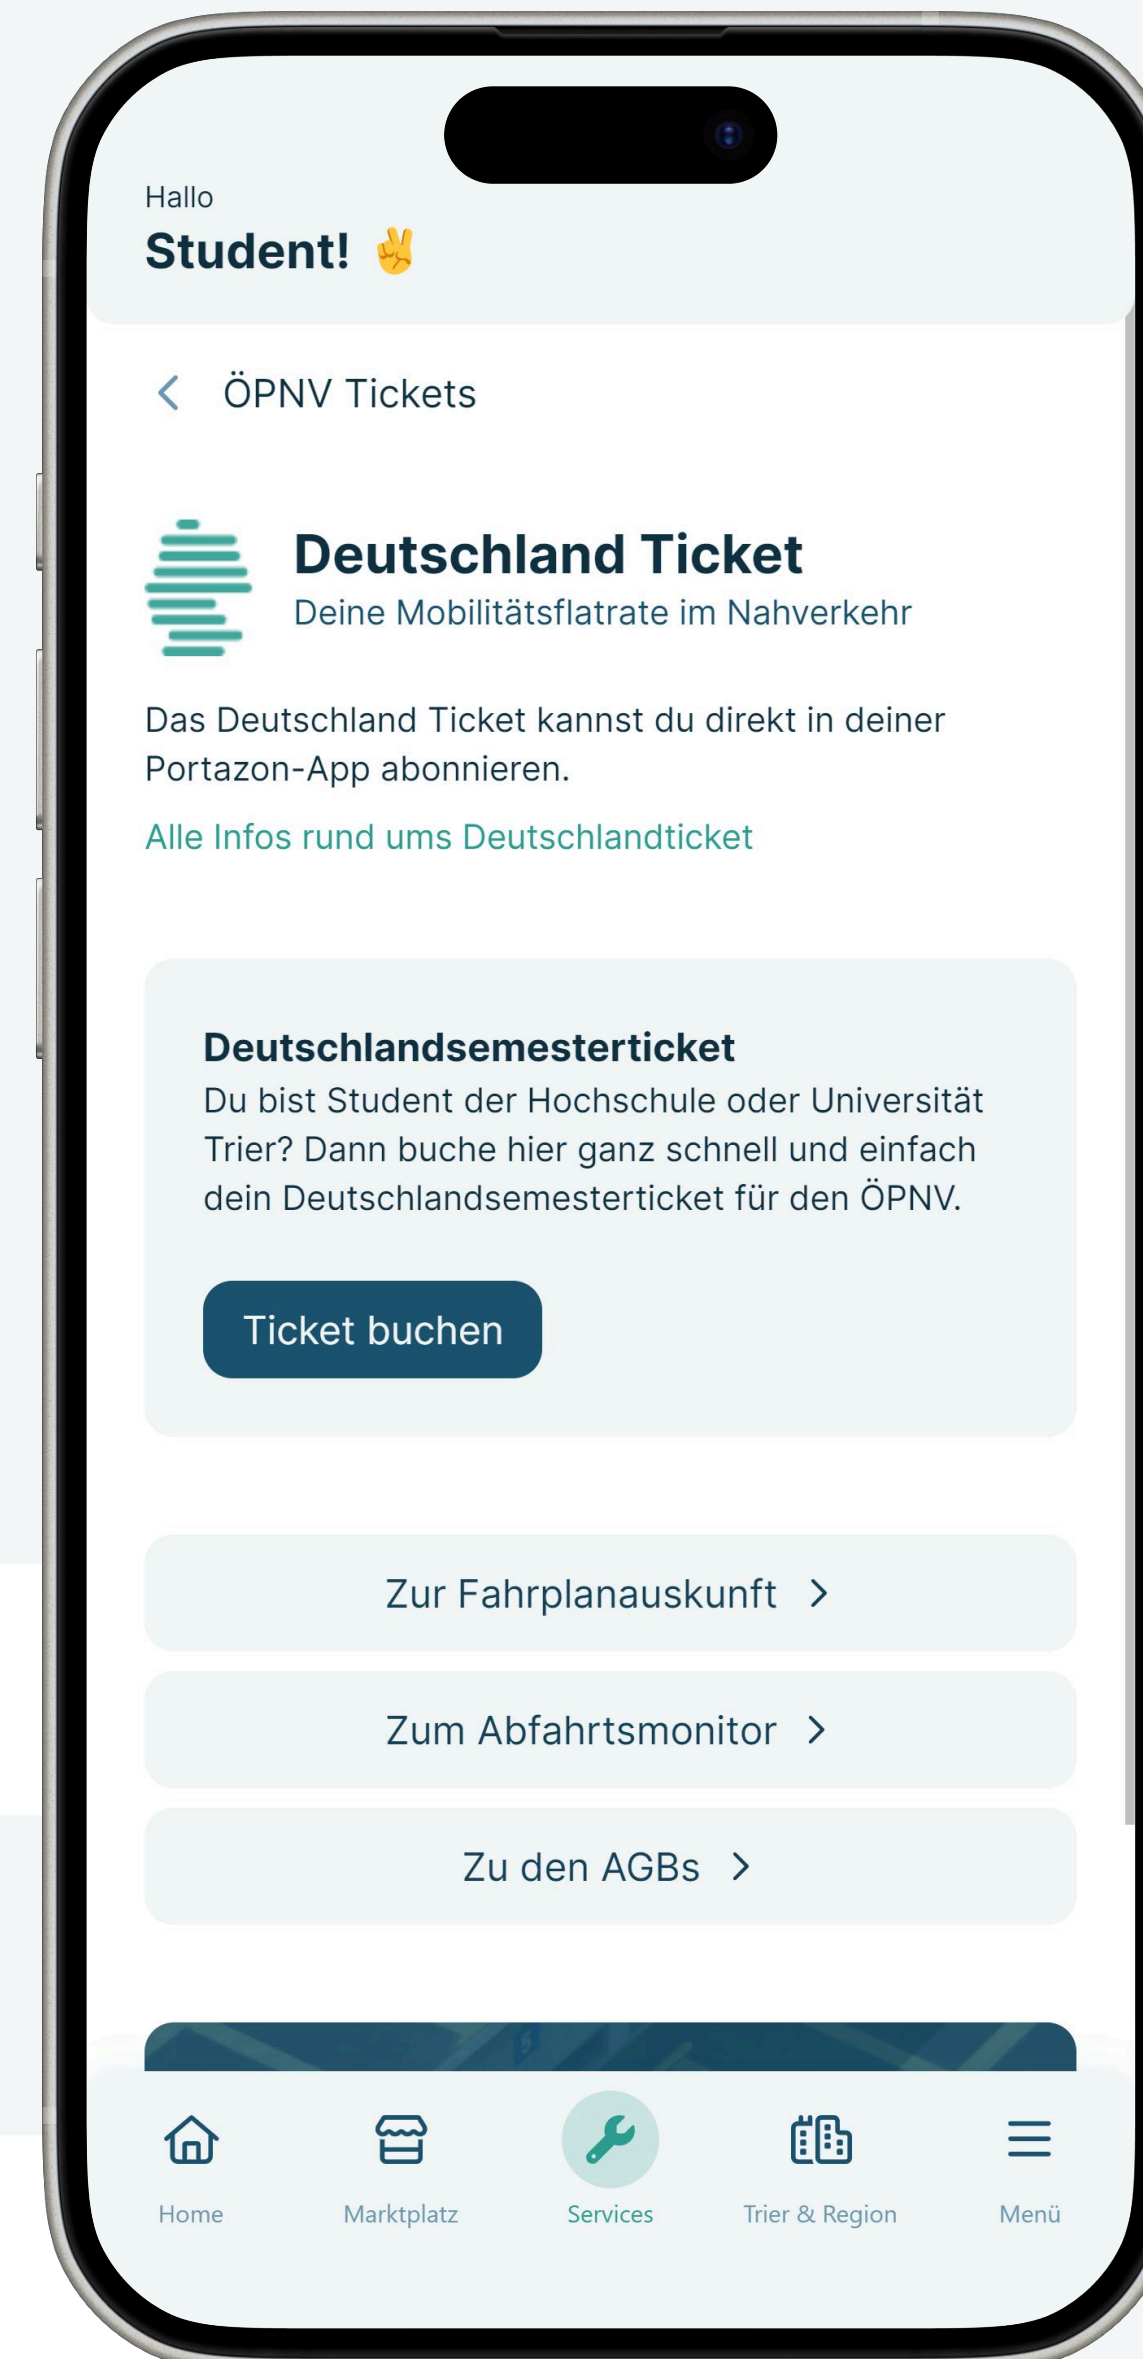 Hallo
Student! ✌️
ÖPNV Tickets
Deutschland Ticket
Deine Mobilitätsflatrate im Nahverkehr
Das Deutschland Ticket kannst du direkt in deiner
Portazon-App abonnieren.
Alle Infos rund ums Deutschlandticket
Deutschlandsemesterticket
Du bist Student der Hochschule oder Universität
Trier? Dann buche hier ganz schnell und einfach
dein Deutschlandsemesterticket für den ÖPNV.
Ticket buchen
Zur Fahrplanauskunft
Zum Abfahrtsmonitor
Zu den AGBs
5
Home Marktplatz Services Trier & Region Menü